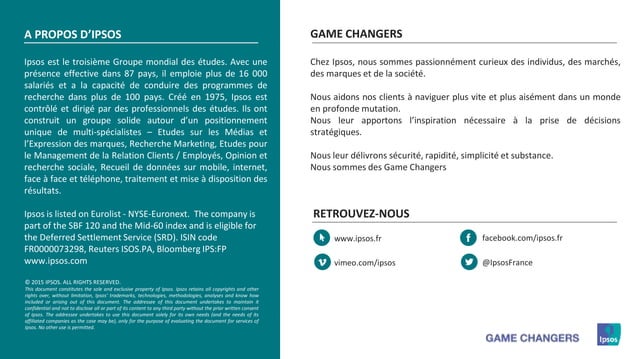 A PROPOS D’IPSOS
Ipsos est le troisième Groupe mondial des études. Avec une
présence effective dans 87 pays, il emploie plus de 16 000
salariés et a la capacité de conduire des programmes de
recherche dans plus de 100 pays. Créé en 1975, Ipsos est
contrôlé et dirigé par des professionnels des études. Ils ont
construit un groupe solide autour d’un positionnement
unique de multi-spécialistes – Etudes sur les Médias et
l’Expression des marques, Recherche Marketing, Etudes pour
le Management de la Relation Clients / Employés, Opinion et
recherche sociale, Recueil de données sur mobile, internet,
face à face et téléphone, traitement et mise à disposition des
résultats.
Ipsos is listed on Eurolist - NYSE-Euronext. The company is
part of the SBF 120 and the Mid-60 index and is eligible for
the Deferred Settlement Service (SRD). ISIN code
FR0000073298, Reuters ISOS.PA, Bloomberg IPS:FP
www.ipsos.com
© 2015 IPSOS. ALL RIGHTS RESERVED.
This document constitutes the sole and exclusive property of Ipsos. Ipsos retains all copyrights and other
rights over, without limitation, Ipsos' trademarks, technologies, methodologies, analyses and know how
included or arising out of this document. The addressee of this document undertakes to maintain it
confidential and not to disclose all or part of its content to any third party without the prior written consent
of Ipsos. The addressee undertakes to use this document solely for its own needs (and the needs of its
affiliated companies as the case may be), only for the purpose of evaluating the document for services of
Ipsos. No other use is permitted.
GAME CHANGERS
Chez Ipsos, nous sommes passionnément curieux des individus, des marchés,
des marques et de la société.
Nous aidons nos clients à naviguer plus vite et plus aisément dans un monde
en profonde mutation.
Nous leur apportons l’inspiration nécessaire à la prise de décisions
stratégiques.
Nous leur délivrons sécurité, rapidité, simplicité et substance.
Nous sommes des Game Changers
RETROUVEZ-NOUS
www.ipsos.fr
facebook.com/ipsos.fr
vimeo.com/ipsos
@IpsosFrance
GAME CHANGERS
Ipsos